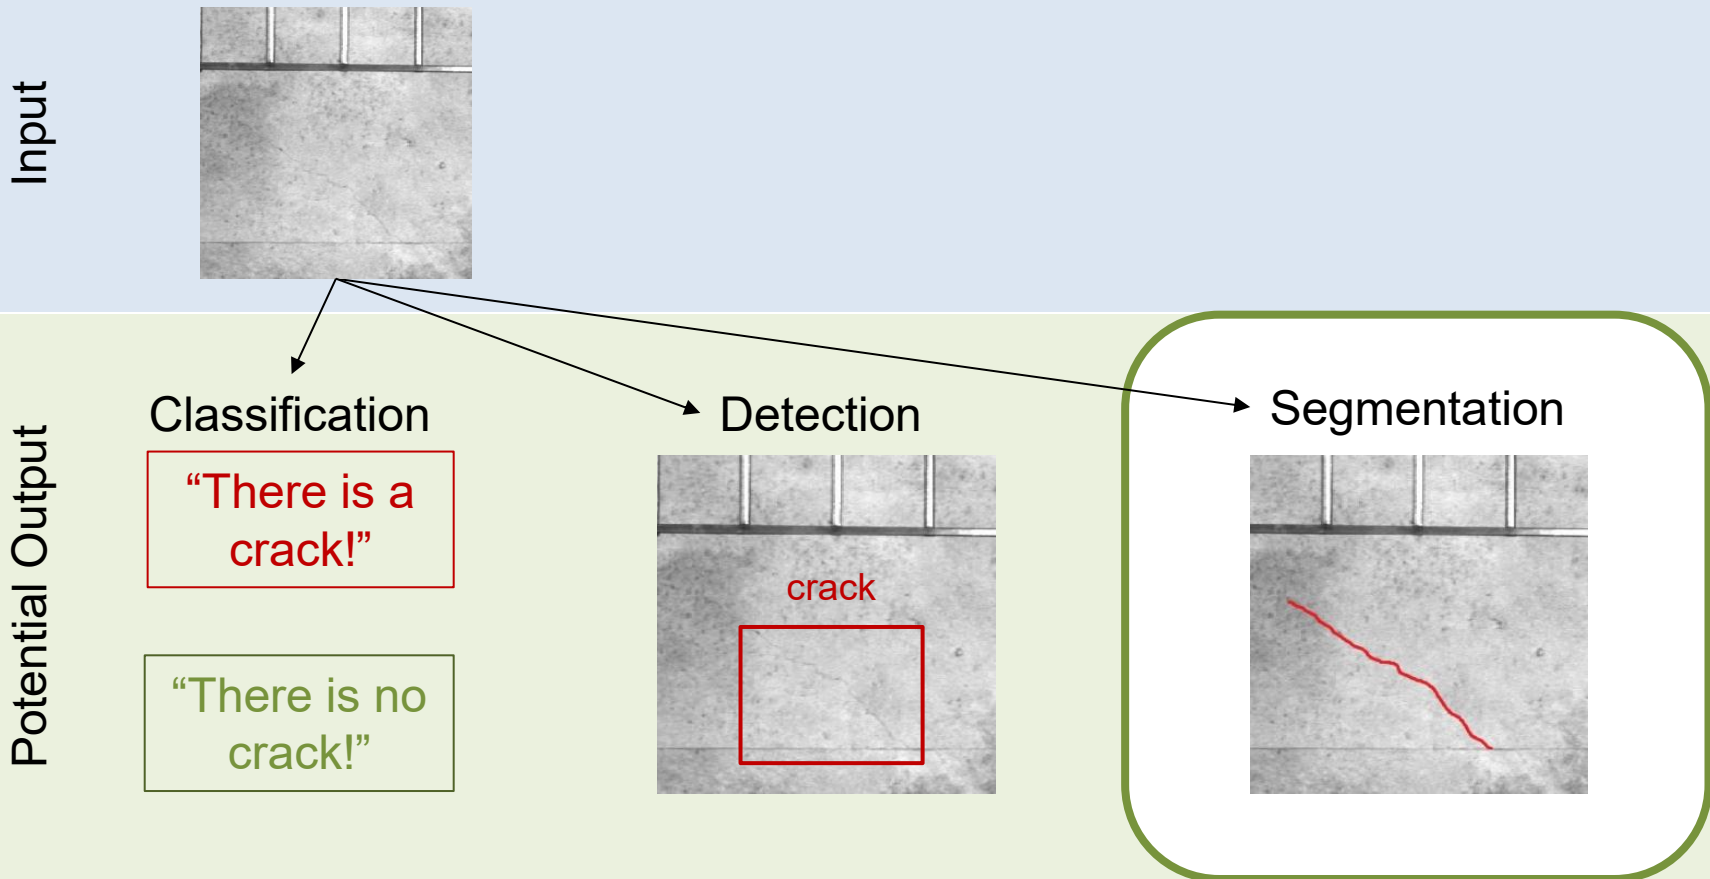 Input
Potential Output
Classification
“There is a
crack!”
“There is no
crack!”
Detection
crack
Segmentation